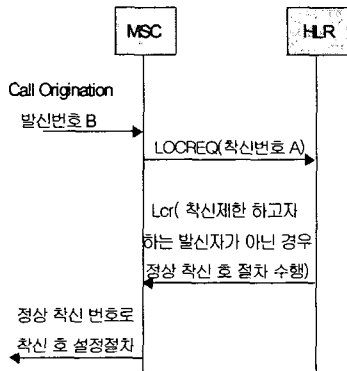 MSC
HLR
Call Origination
발신번호 B
LOCREQ(착신번호 A)
Lcr( 착신제한 하고자
하는 발신자가 아닌 경우
정상 착신 호 절차 수행)
정상 착신 번호로
착신 호 설정절차